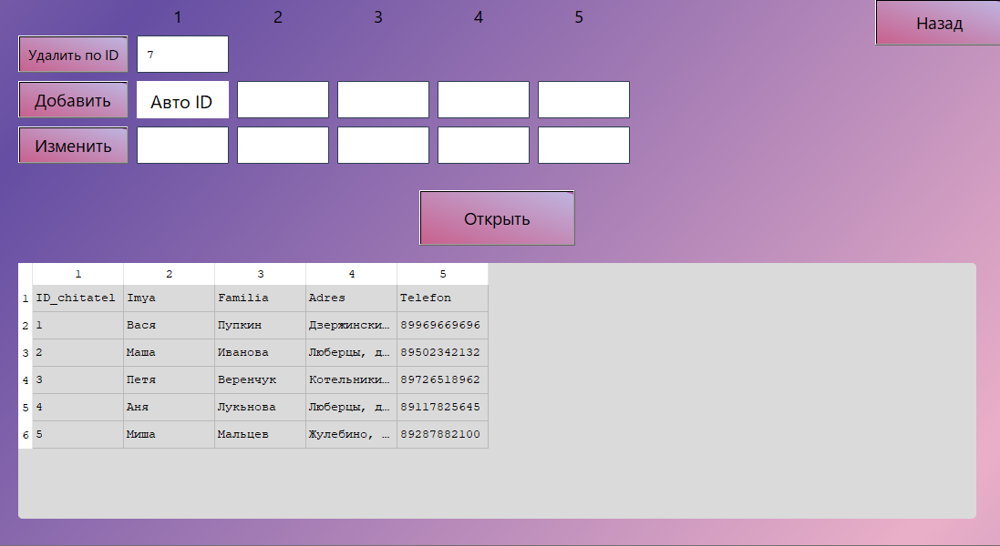 1 2 3 4 5
Назад
Удалить по ID 7
Добавить Авто ID
Изменить
Открыть
1 2 3 4 5
1 ID_chitatel Imya Familia Adres Telefon
2 1 Вася Пупкин Дзержински… 89969669696
3 2 Маша Иванова Люберцы, д… 89502342132
4 3 Петя Веренчук Котельники… 89726518962
5 4 Аня Лукьнова Люберцы, д… 89117825645
6 5 Миша Мальцев Жулебино, … 89287882100